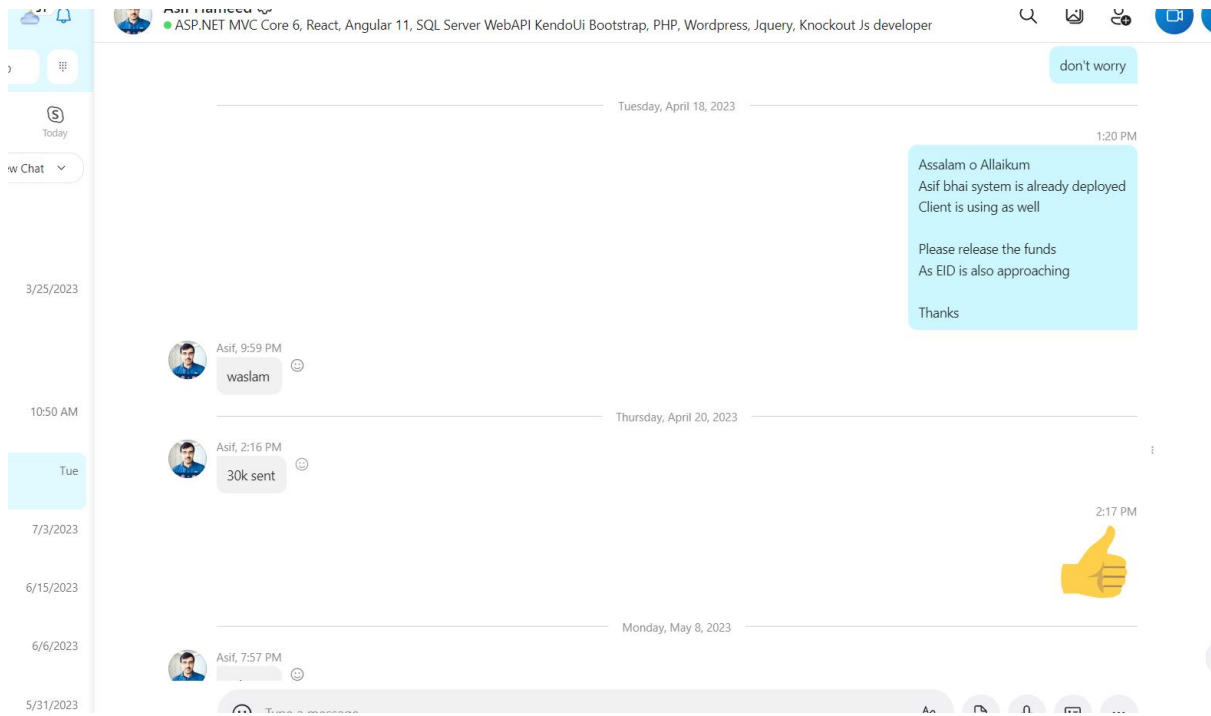 Asif Hameed
ASP.NET MVC Core 6, React, Angular 11, SQL Server WebAPI KendoUi Bootstrap, PHP, Wordpress, Jquery, Knockout Js developer
don't worry
Tuesday, April 18, 2023
Today
1:20 PM
ew Chat
Assalam o Allaikum
Asif bhai system is already deployed
Client is using as well
Please release the funds
As EID is also approaching
Thanks
3/25/2023
Asif, 9:59 PM
waslam
10:50 AM
Thursday, April 20, 2023
Asif, 2:16 PM
30k sent
Tue
2:17 PM
7/3/2023
6/15/2023
Monday, May 8, 2023
6/6/2023
Asif, 7:57 PM
5/31/2023
Type a message